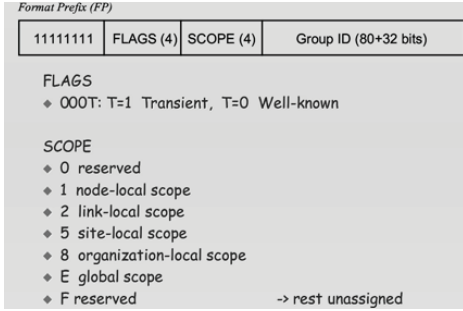 Format Prefix (FP)
11111111 FLAGS (4) SCOPE (4) Group ID (80+32 bits)
FLAGS
◆ 000T: T=1 Transient, T=0 Well-known
SCOPE
◆ 0 reserved
◆ 1 node-local scope
◆ 2 link-local scope
◆ 5 site-local scope
◆ 8 organization-local scope
◆ E global scope
◆ F reserved -> rest unassigned